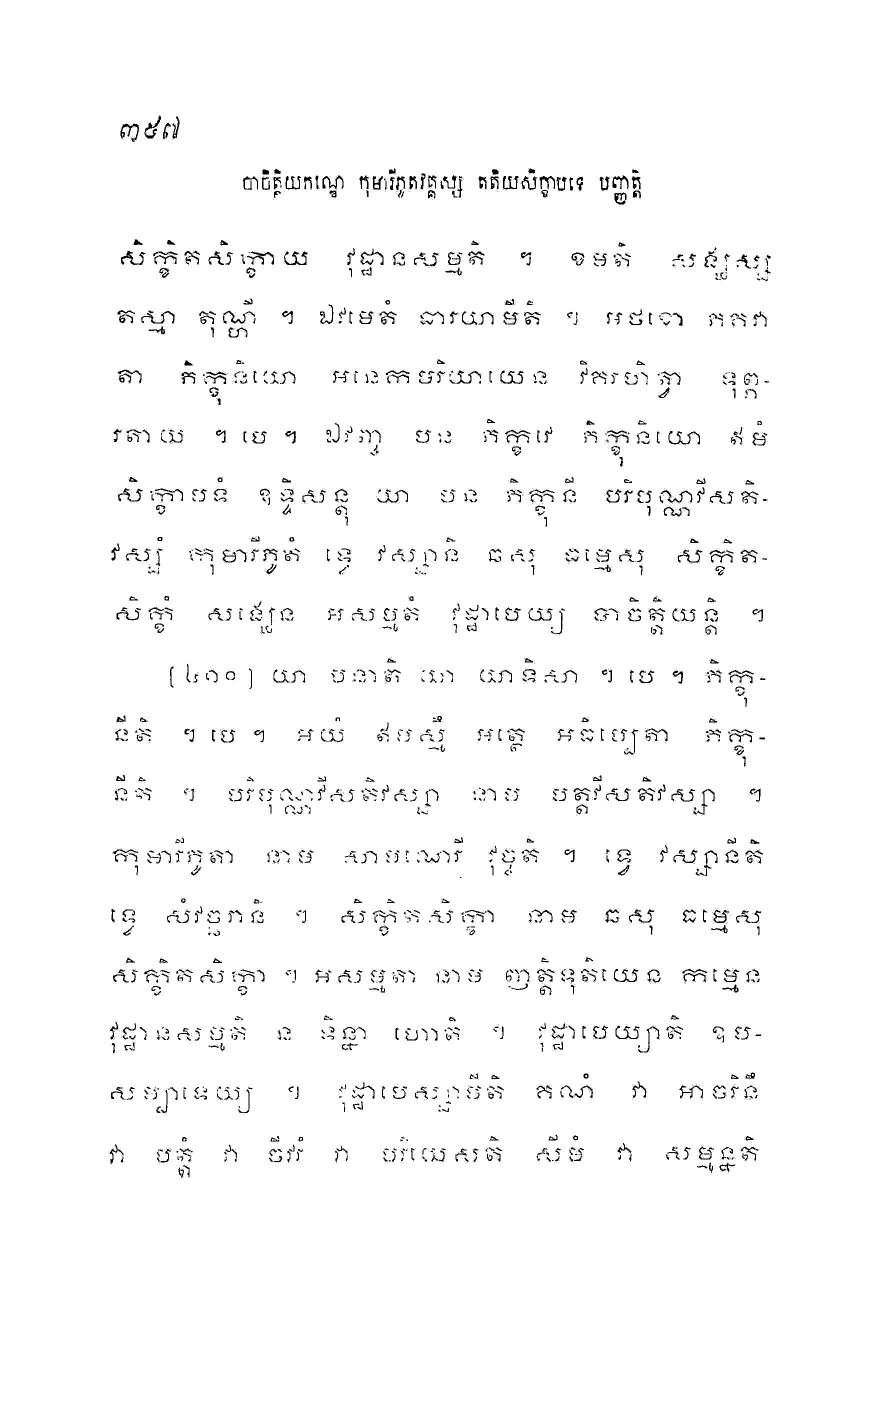 ៣៥៧
បាចិត្តិយកណ្ឌេ កុមារីភូតវគ្គស្ស តតិយសិក្ខាបទេ បញ្ញត្តិ
សិក្ខិតសិក្ខាយ វុដ្ឋានសម្មតិ ។ ខមតិ សង្ឃស្ស
តស្មា តុណ្ហី ។ ឯវមេតំ ធារយាមីតិ ។ អថខោ ភគវា
តា ភិក្ខុនិយោ អនេកបរិយាយេន វិគរហិត្វា ទុព្ភ-
រតាយ ។ បេ ។ ឯវញ្ច បន ភិក្ខវេ ភិក្ខុនិយោ ឥមំ
សិក្ខាបទំ ឧទ្ទិសន្តុ យា បន ភិក្ខុនី បរិបុណ្ណវីសតិ-
វស្សំ កុមារីភូតំ ទ្វេ វស្សានិ ឆសុ ធម្មេសុ សិក្ខិត-
សិក្ខំ សង្ឃេន អសម្មតំ វុដ្ឋាបេយ្យ បាចិត្តិយន្តិ ។
[៤០០] យា បនាតិ យា យាទិសា ។ បេ ។ ភិក្ខុ-
នីតិ ។ បេ ។ អយំ ឥមស្មឹ អត្ថេ អធិប្បេតា ភិក្ខុ-
នីតិ ។ បរិបុណ្ណវីសតិវស្សា នាម បត្តវីសតិវស្សា ។
កុមារីភូតា នាម សាមណេរី វុច្ចតិ ។ ទ្វេ វស្សានីតិ
ទ្វេ សំវច្ឆរានិ ។ សិក្ខិតសិក្ខា នាម ឆសុ ធម្មេសុ
សិក្ខិតសិក្ខា ។ អសម្មតា នាម ញត្តិទុតិយេន កម្មេន
វុដ្ឋានសម្មតិ ន ទិន្នា ហោតិ ។ វុដ្ឋាបេយ្យាតិ ឧប-
សម្បាទេយ្យ ។ វុដ្ឋាបេស្សាមីតិ គណំ វា អាចរិនឹ
វា បត្តំ វា ចីវរំ វា បរិយេសតិ សីមំ វា សម្មន្នតិ